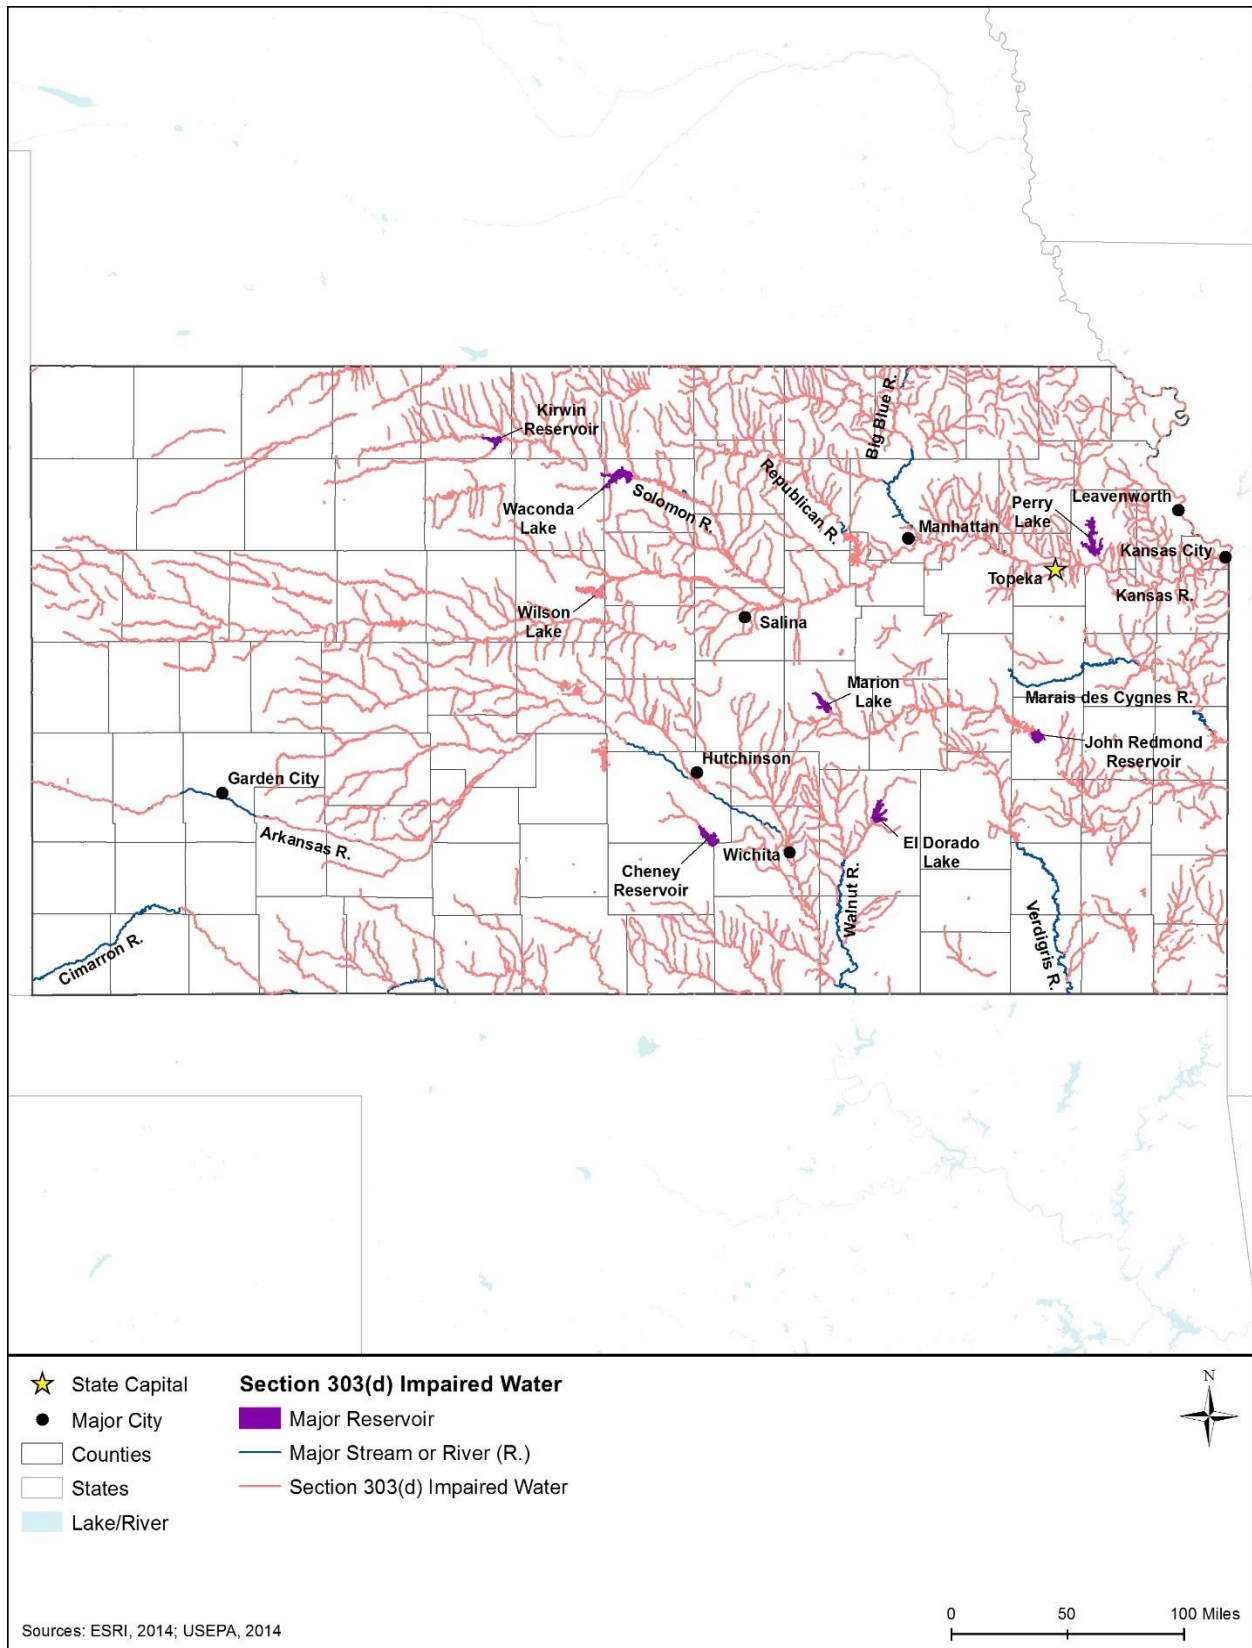 Kirwin
Reservoir
Big Blue R.
Waconda
Lake
Solomon R.
Republican R.
Manhattan
Perry
Lake
Leavenworth
Kansas City
Topeka
Kansas R.
Wilson
Lake
Salina
Marion
Lake
Marais des Cygnes R.
John Redmond
Reservoir
Garden City
Hutchinson
Arkansas R.
Cheney
Reservoir
Wichita
El Dorado
Lake
Walnut R.
Verdigris R.
Cimarron R.
State Capital
Major City
Counties
States
Lake/River
Section 303(d) Impaired Water
Major Reservoir
Major Stream or River (R.)
Section 303(d) Impaired Water
N
0 50 100 Miles
Sources: ESRI, 2014; USEPA, 2014